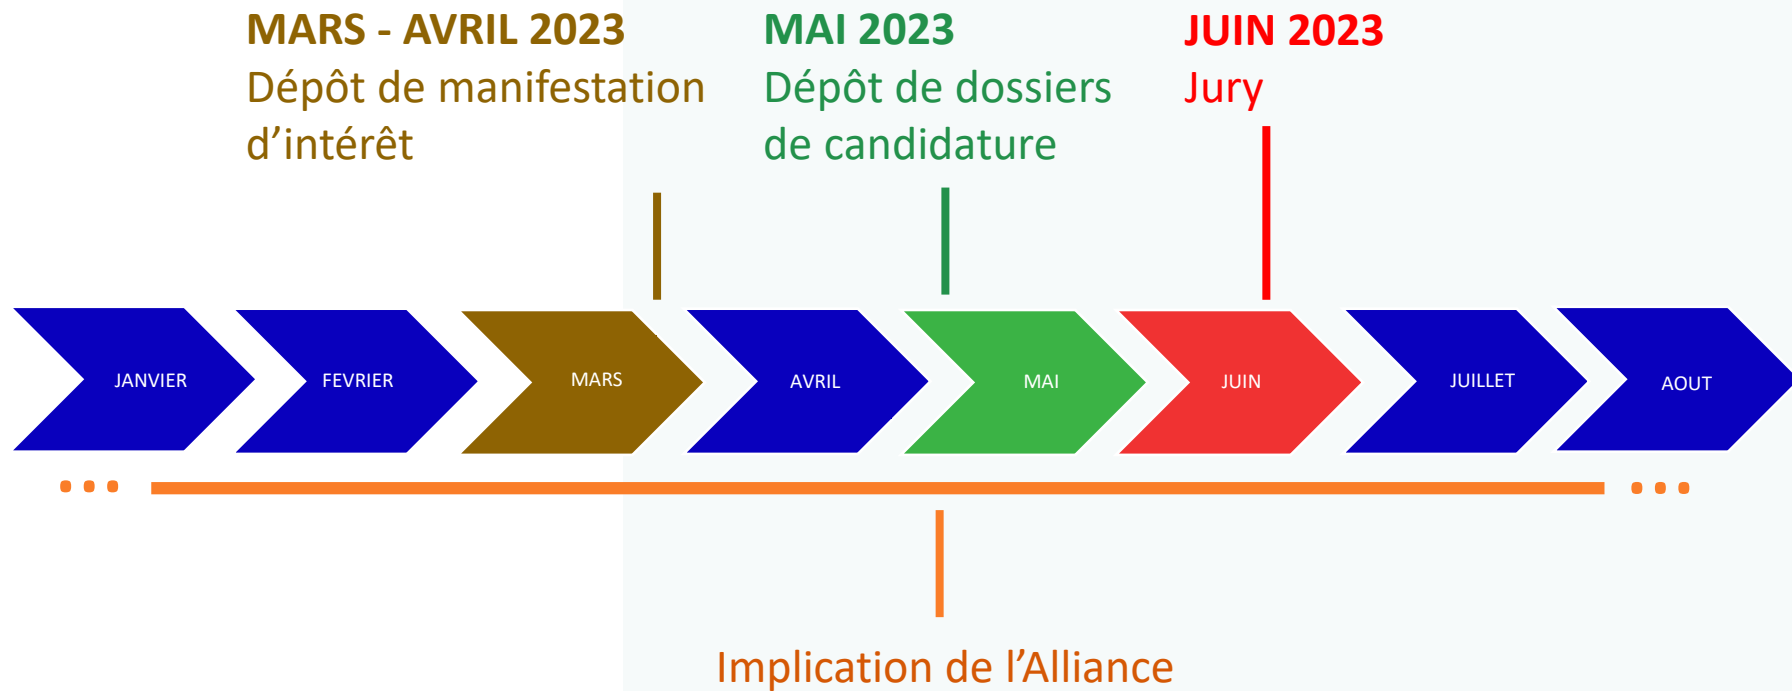 MARS - AVRIL 2023
Dépôt de manifestation
d’intérêt
MAI 2023
Dépôt de dossiers
de candidature
JUIN 2023
Jury
JANVIER
FEVRIER
MARS
AVRIL
MAI
JUIN
JUILLET
AOUT
Implication de l’Alliance